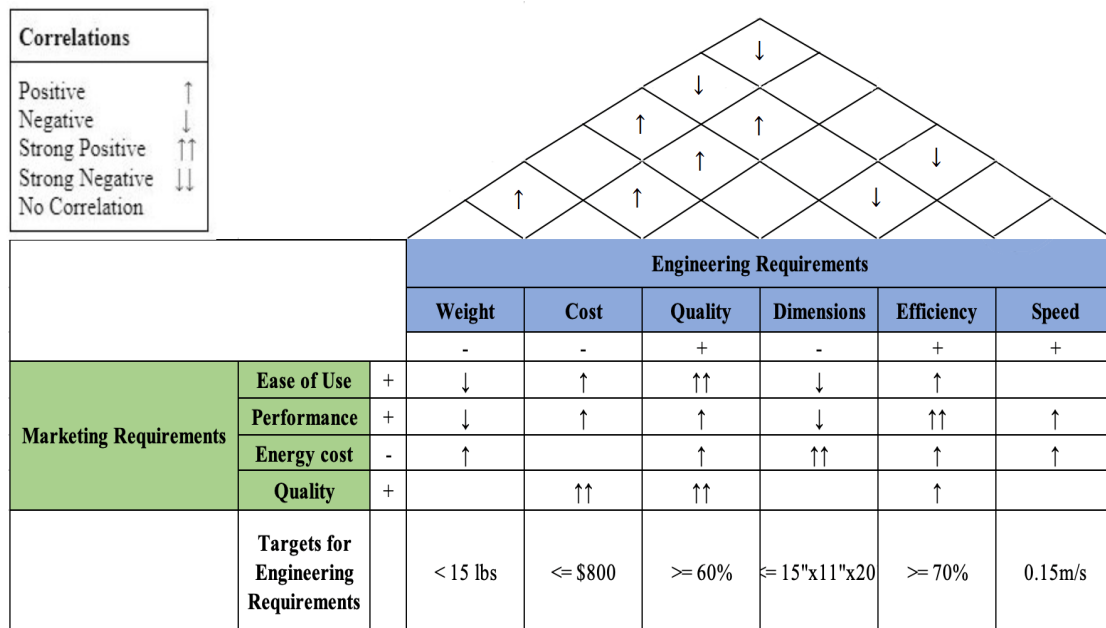 Correlations
Positive ↑
Negative ↓
Strong Positive ↑↑
Strong Negative ↓↓
No Correlation
↓
↓
↑ ↑
↑ ↓
↑ ↑ ↓
Engineering Requirements
Weight Cost Quality Dimensions Efficiency Speed
- - + - + +
Marketing Requirements
Ease of Use + ↓ ↑ ↑↑ ↓ ↑
Performance + ↓ ↑ ↑ ↓ ↑↑ ↑
Energy cost - ↑ ↑ ↑↑ ↑ ↑
Quality + ↑↑ ↑↑ ↑
Targets for
Engineering
Requirements
< 15 lbs <= $800 >= 60% <= 15"x11"x20 >= 70% 0.15m/s